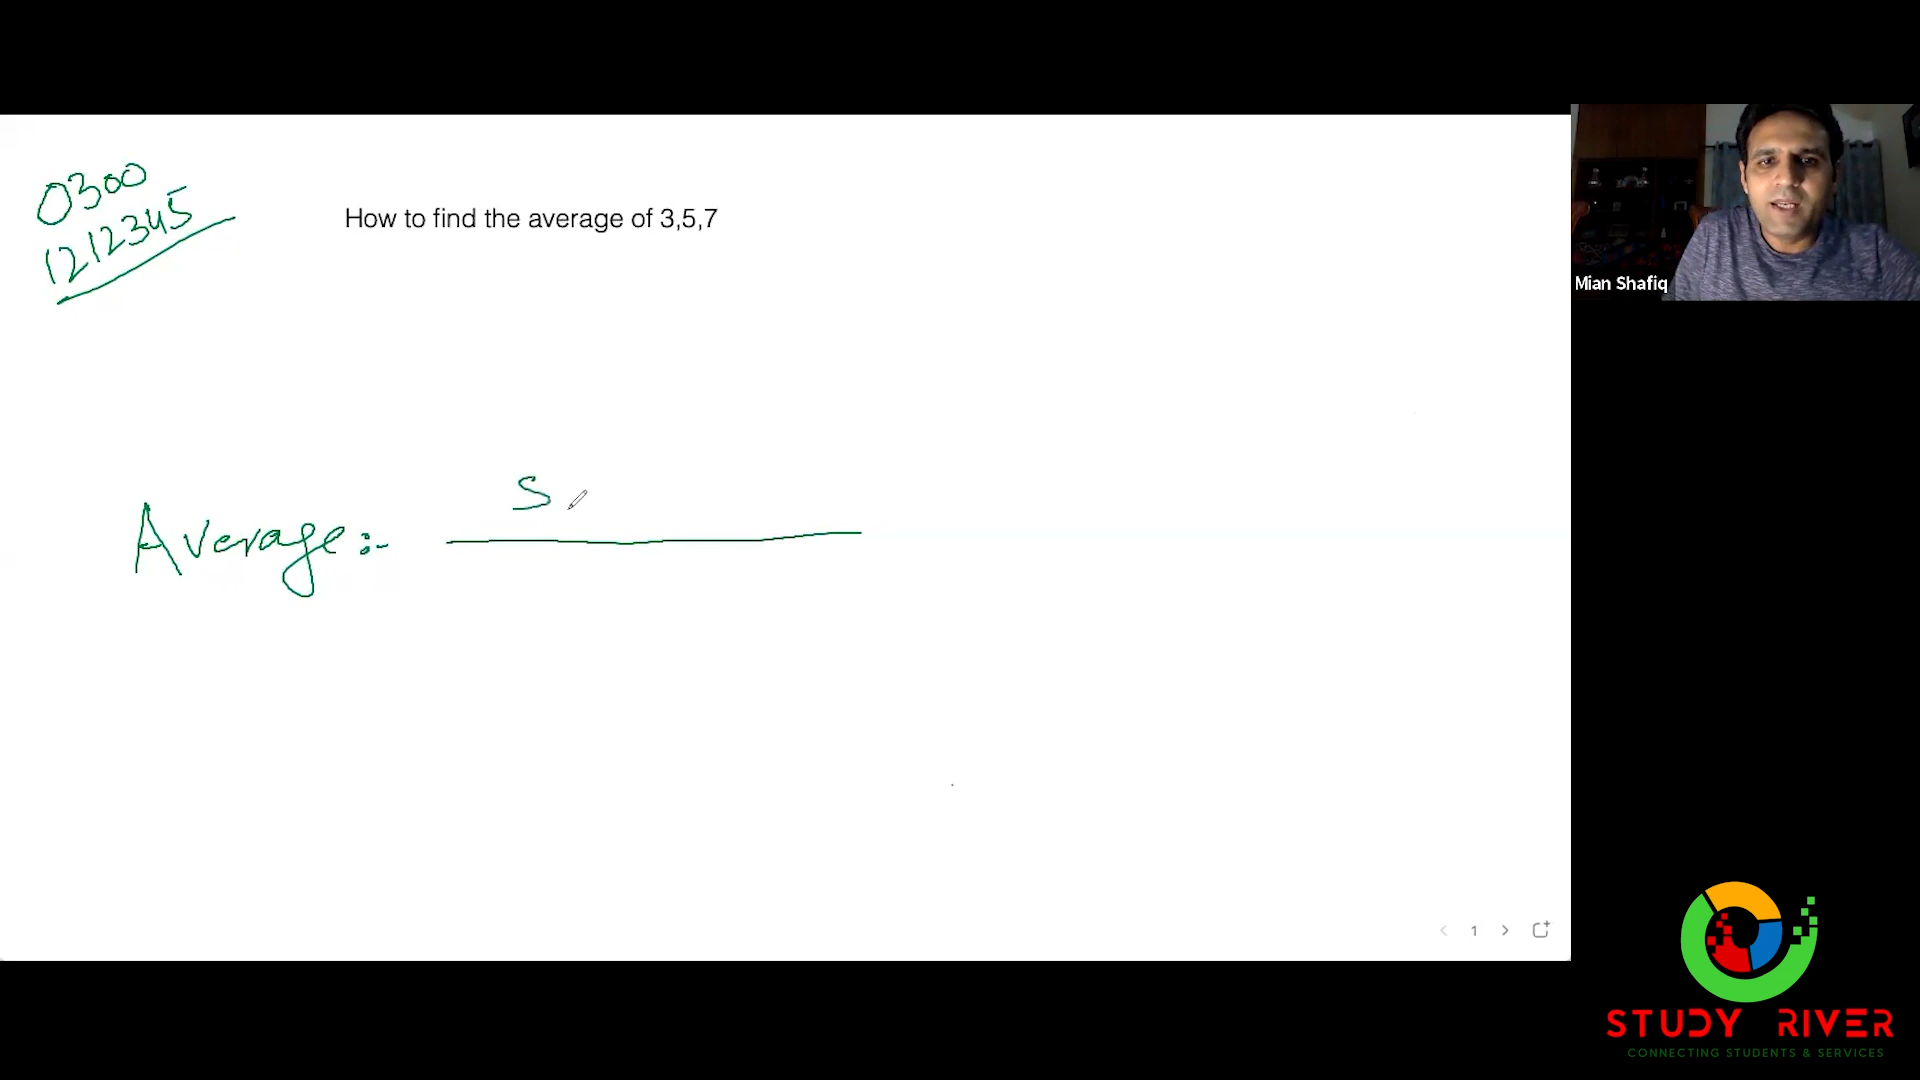 0300
1212345
How to find the average of 3,5,7
Mian Shafiq
S
Average:-
1
STUDY RIVER
CONNECTING STUDENTS & SERVICES